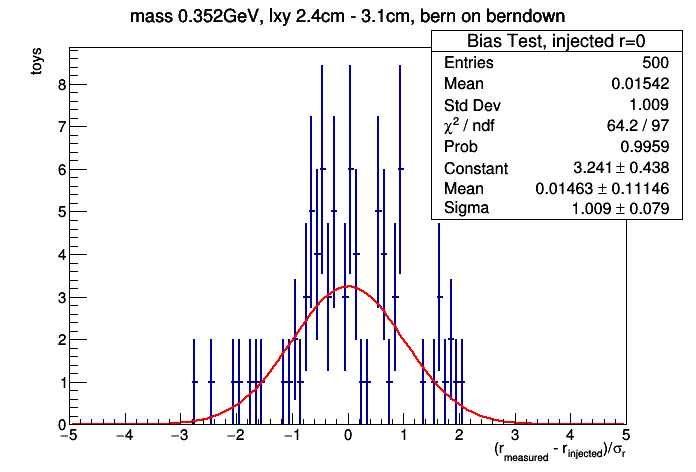 mass 0.352GeV, lxy 2.4cm - 3.1cm, bern on berndown
Bias Test, injected r=0
Entries 500
Mean 0.01542
Std Dev 1.009
χ² / ndf 64.2 / 97
Prob 0.9959
Constant 3.241 ± 0.438
Mean 0.01463 ± 0.11146
Sigma 1.009 ± 0.079
toys
8
7
6
5
4
3
2
1
0
−5 −4 −3 −2 −1 0 1 2 3 4 5
(r_measured - r_injected)/σ_r